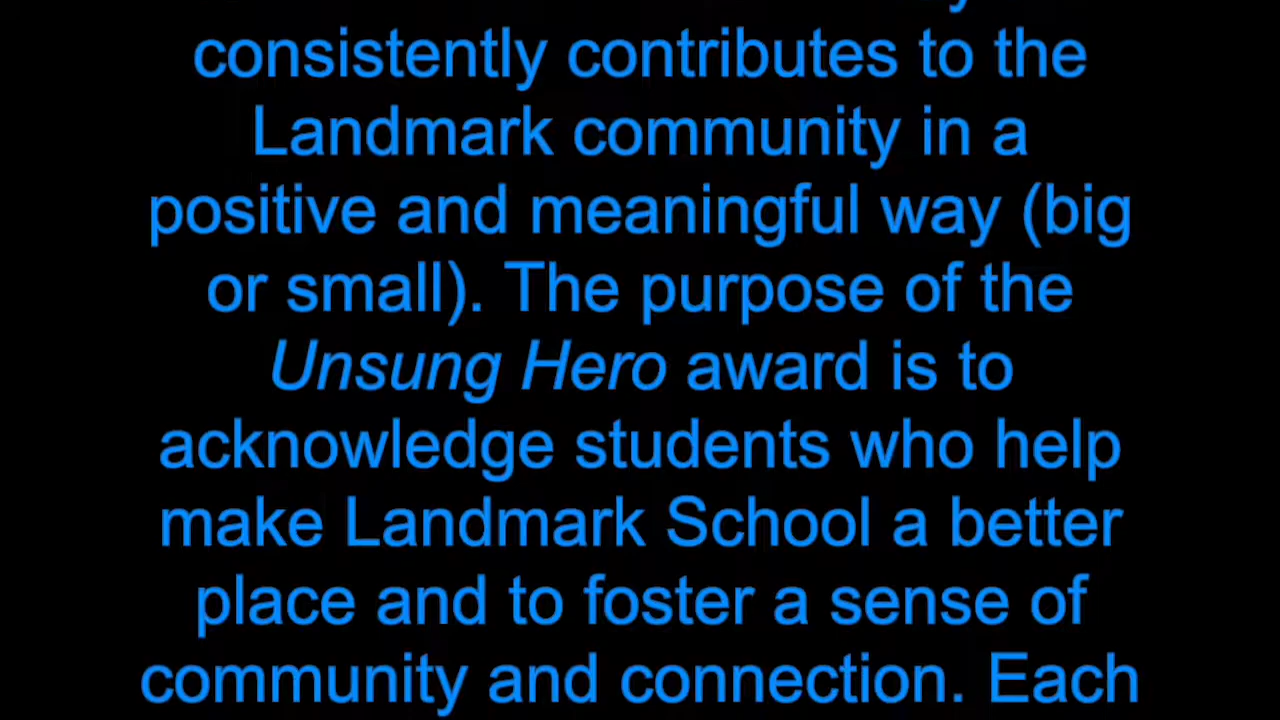 consistently contributes to the
Landmark community in a
positive and meaningful way (big
or small). The purpose of the
Unsung Hero award is to
acknowledge students who help
make Landmark School a better
place and to foster a sense of
community and connection. Each